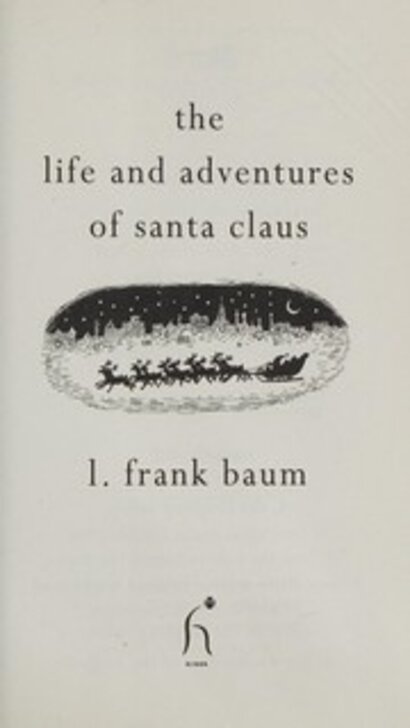 the
life and adventures
of santa claus
l. frank baum